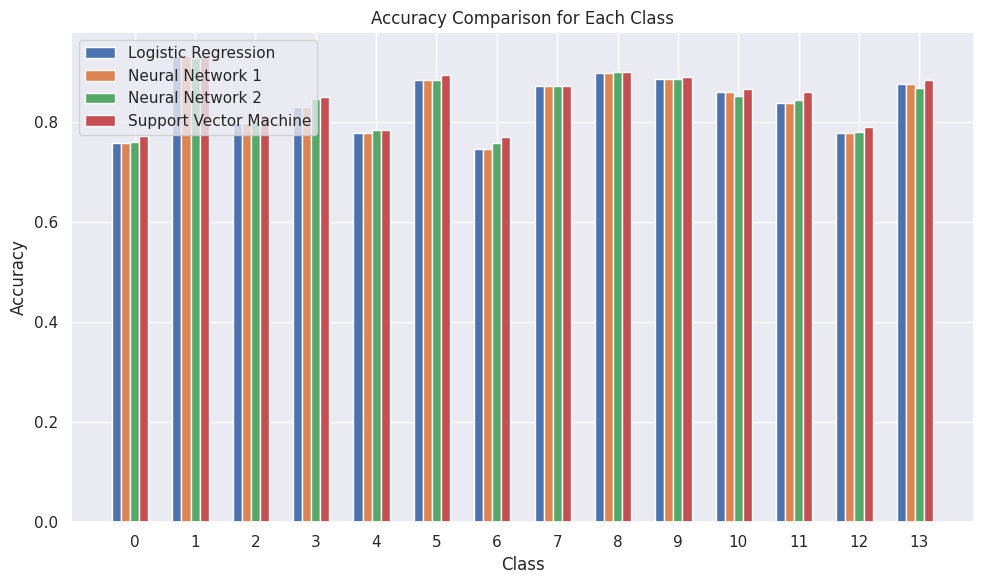 Accuracy Comparison for Each Class
Logistic Regression
Neural Network 1
Neural Network 2
Support Vector Machine
Accuracy
0.8
0.6
0.4
0.2
0.0
0 1 2 3 4 5 6 7 8 9 10 11 12 13
Class